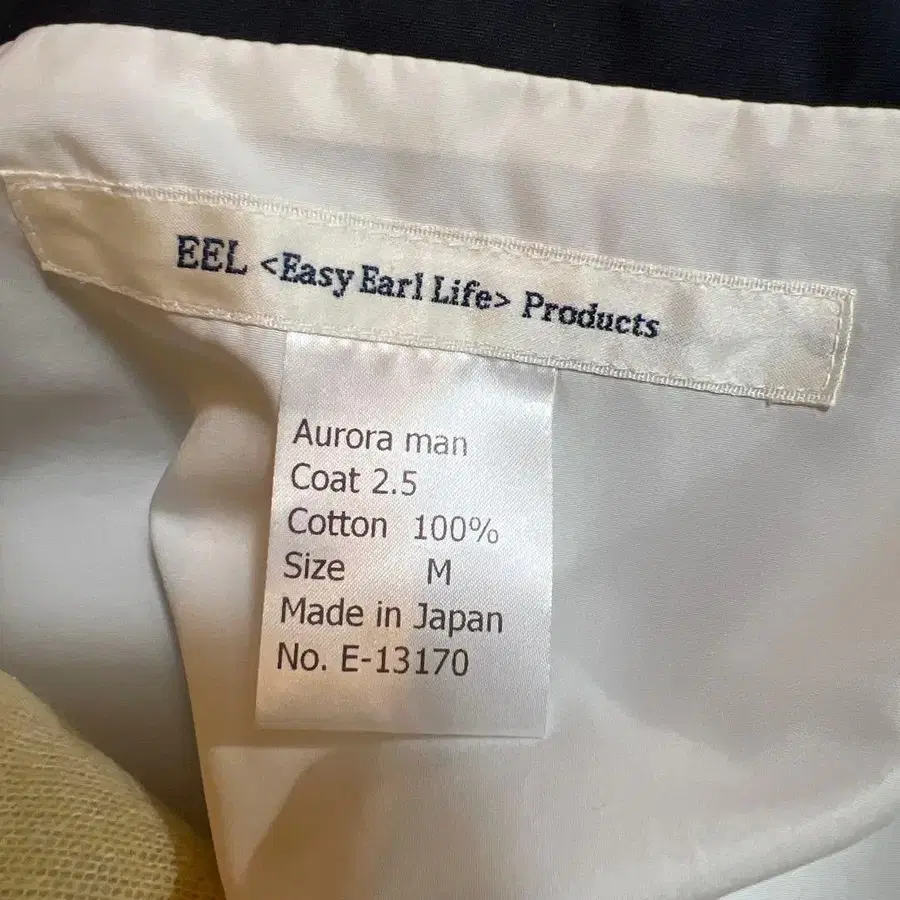 EEL <Easy Earl Life> Products
Aurora man
Coat 2.5
Cotton 100%
Size M
Made in Japan
No. E-13170